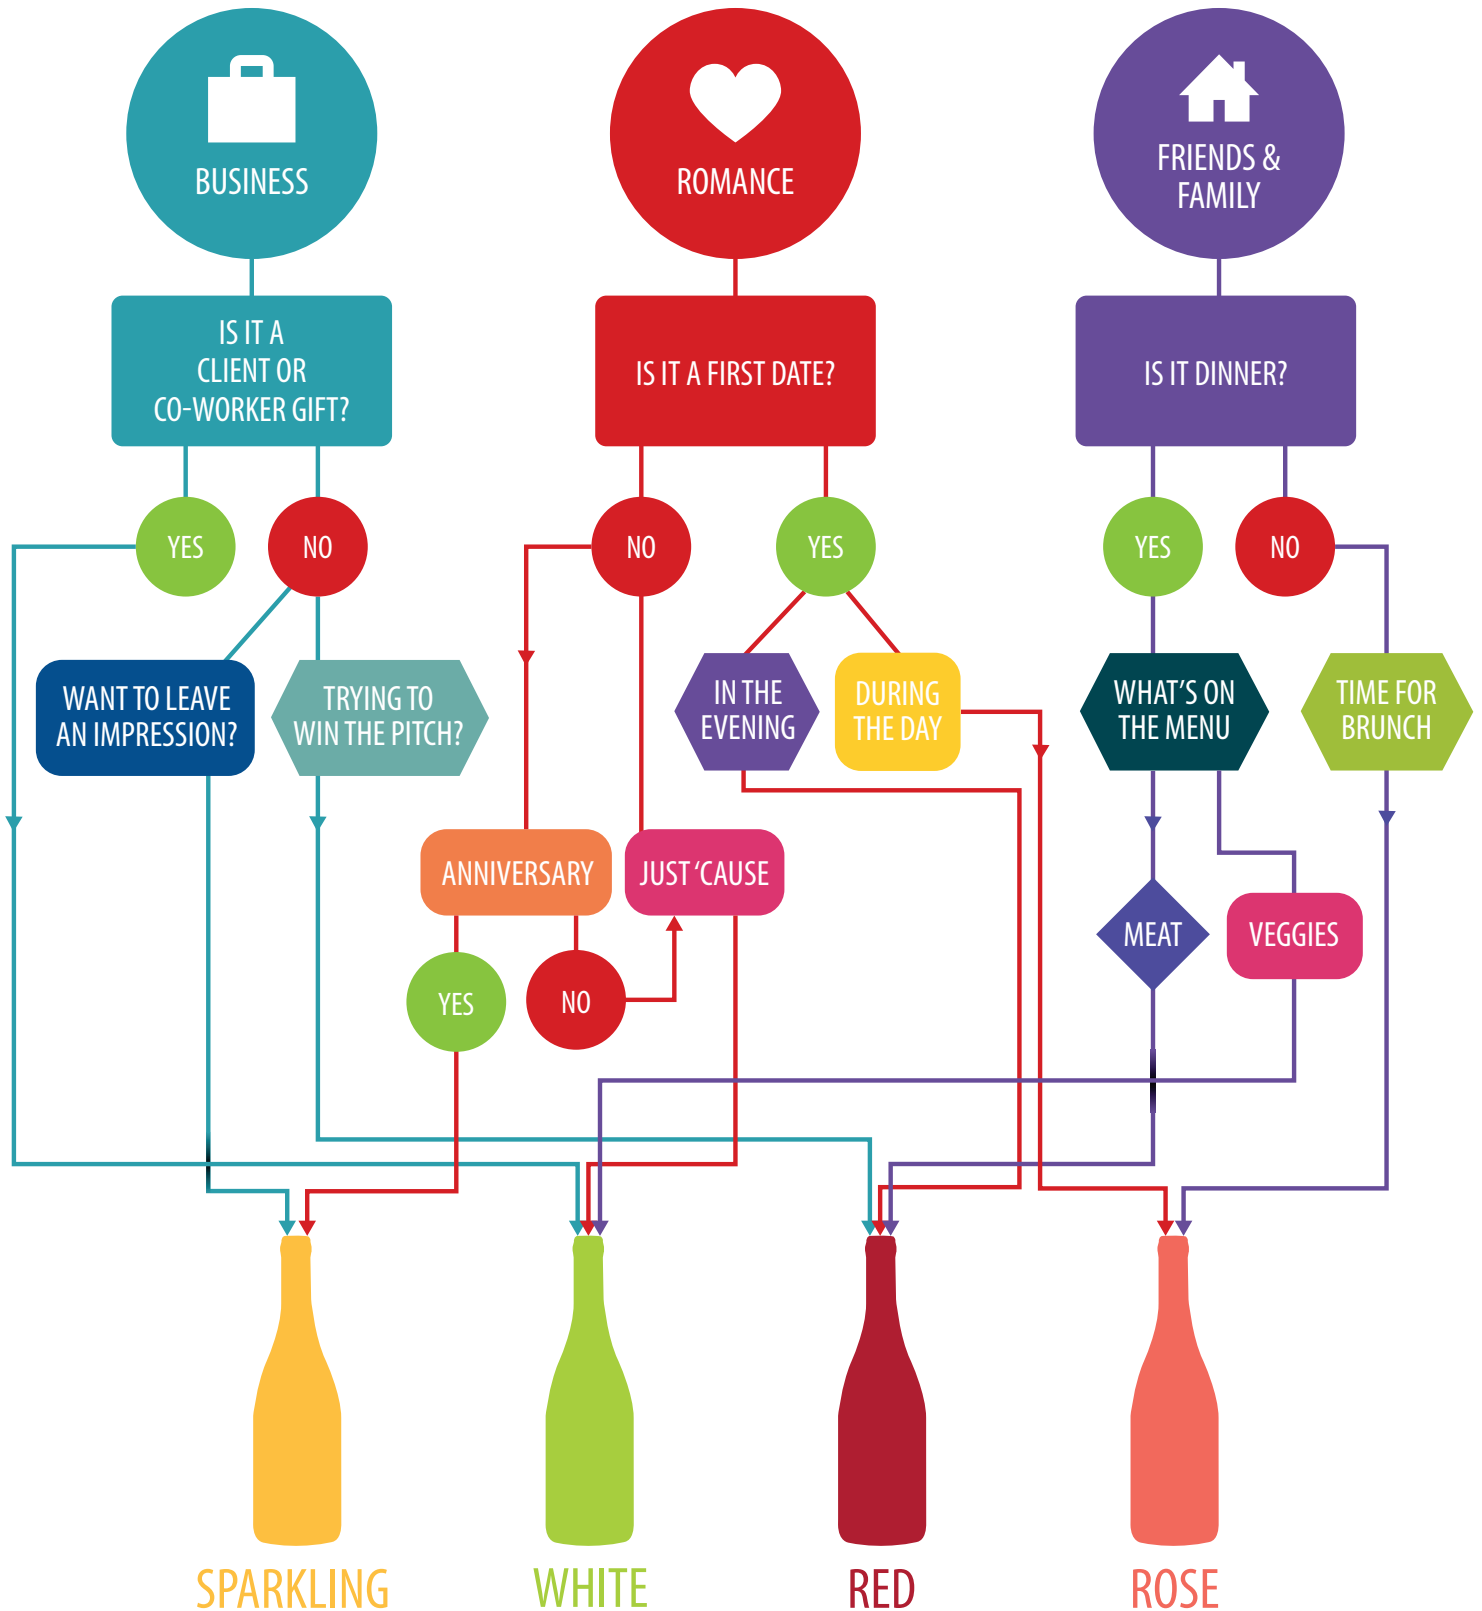 BUSINESS
ROMANCE
FRIENDS &
FAMILY
IS IT A
CLIENT OR
CO-WORKER GIFT?
IS IT A FIRST DATE?
IS IT DINNER?
YES
NO
NO
YES
YES
NO
WANT TO LEAVE
AN IMPRESSION?
TRYING TO
WIN THE PITCH?
IN THE
EVENING
DURING
THE DAY
WHAT'S ON
THE MENU
TIME FOR
BRUNCH
ANNIVERSARY
JUST ‘CAUSE
MEAT
VEGGIES
YES
NO
SPARKLING
WHITE
RED
ROSE